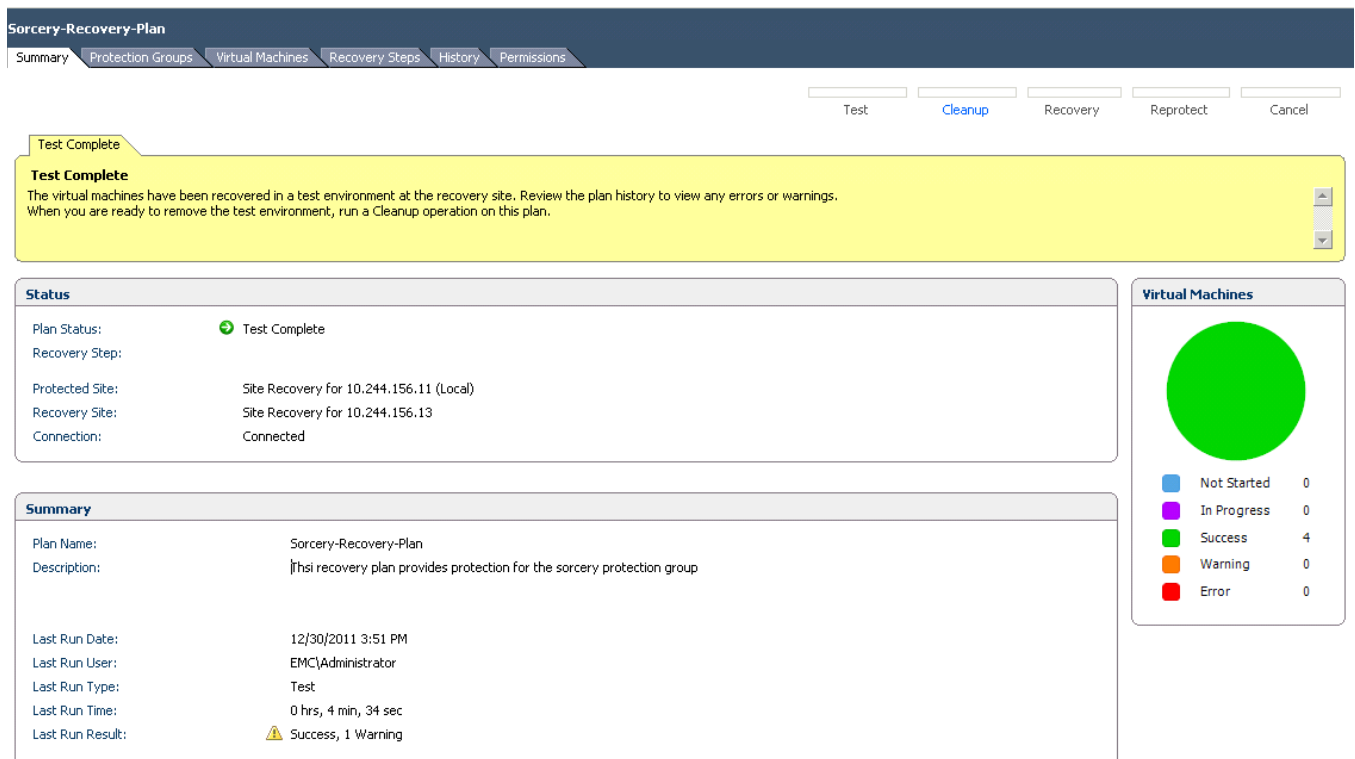 Sorcery-Recovery-Plan
Summary Protection Groups Virtual Machines Recovery Steps History Permissions
Test Cleanup Recovery Reprotect Cancel
Test Complete
Test Complete
The virtual machines have been recovered in a test environment at the recovery site. Review the plan history to view any errors or warnings.
When you are ready to remove the test environment, run a Cleanup operation on this plan.
Status
Plan Status: Test Complete
Recovery Step:
Protected Site: Site Recovery for 10.244.156.11 (Local)
Recovery Site: Site Recovery for 10.244.156.13
Connection: Connected
Virtual Machines
Not Started 0
In Progress 0
Success 4
Warning 0
Error 0
Summary
Plan Name: Sorcery-Recovery-Plan
Description: Thsi recovery plan provides protection for the sorcery protection group
Last Run Date: 12/30/2011 3:51 PM
Last Run User: EMC\Administrator
Last Run Type: Test
Last Run Time: 0 hrs, 4 min, 34 sec
Last Run Result: Success, 1 Warning